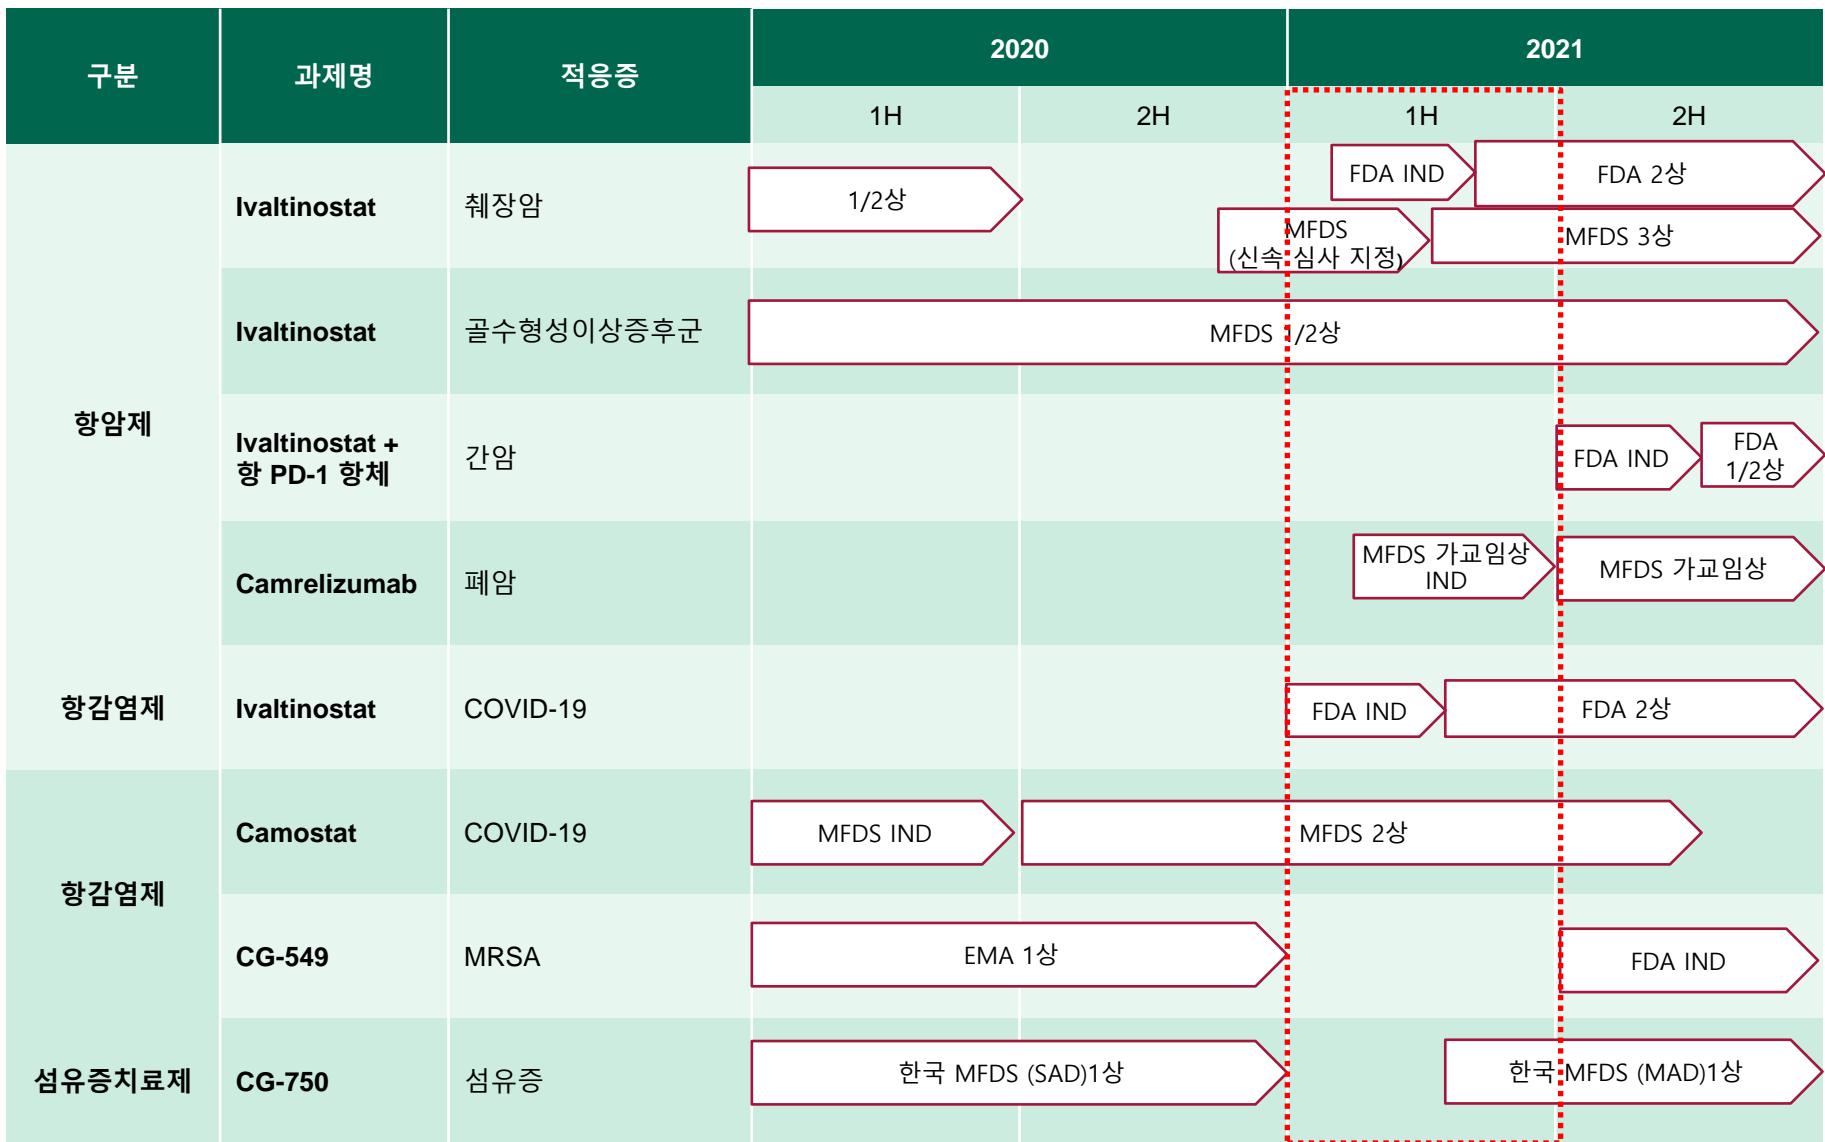 구분
과제명
적응증
2020
2021
1H
2H
1H
2H
항암제
Ivaltinostat
췌장암
1/2상
FDA IND
FDA 2상
MFDS
(신속 심사 지정)
MFDS 3상
Ivaltinostat
골수형성이상증후군
MFDS 1/2상
Ivaltinostat +
항 PD-1 항체
간암
FDA IND
FDA
1/2상
Camrelizumab
폐암
MFDS 가교임상
IND
MFDS 가교임상
항감염제
Ivaltinostat
COVID-19
FDA IND
FDA 2상
항감염제
Camostat
COVID-19
MFDS IND
MFDS 2상
CG-549
MRSA
EMA 1상
FDA IND
섬유증치료제
CG-750
섬유증
한국 MFDS (SAD)1상
한국 MFDS (MAD)1상